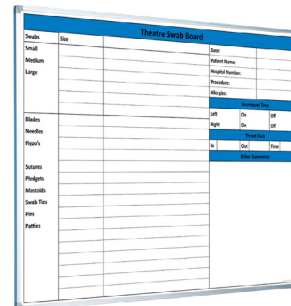 Theatre Swab Board
Swabs Size
Small
Medium
Large
Blades
Needles
Hypo's
Sutures
Pledgets
Mastoids
Swab Ties
Pins
Patties
Date:
Patient Name:
Hospital Number:
Procedure:
Allergies:
Tourniquet Time
Left On Off
Right On Off
Throat Pack
In Out Time
Other Comments